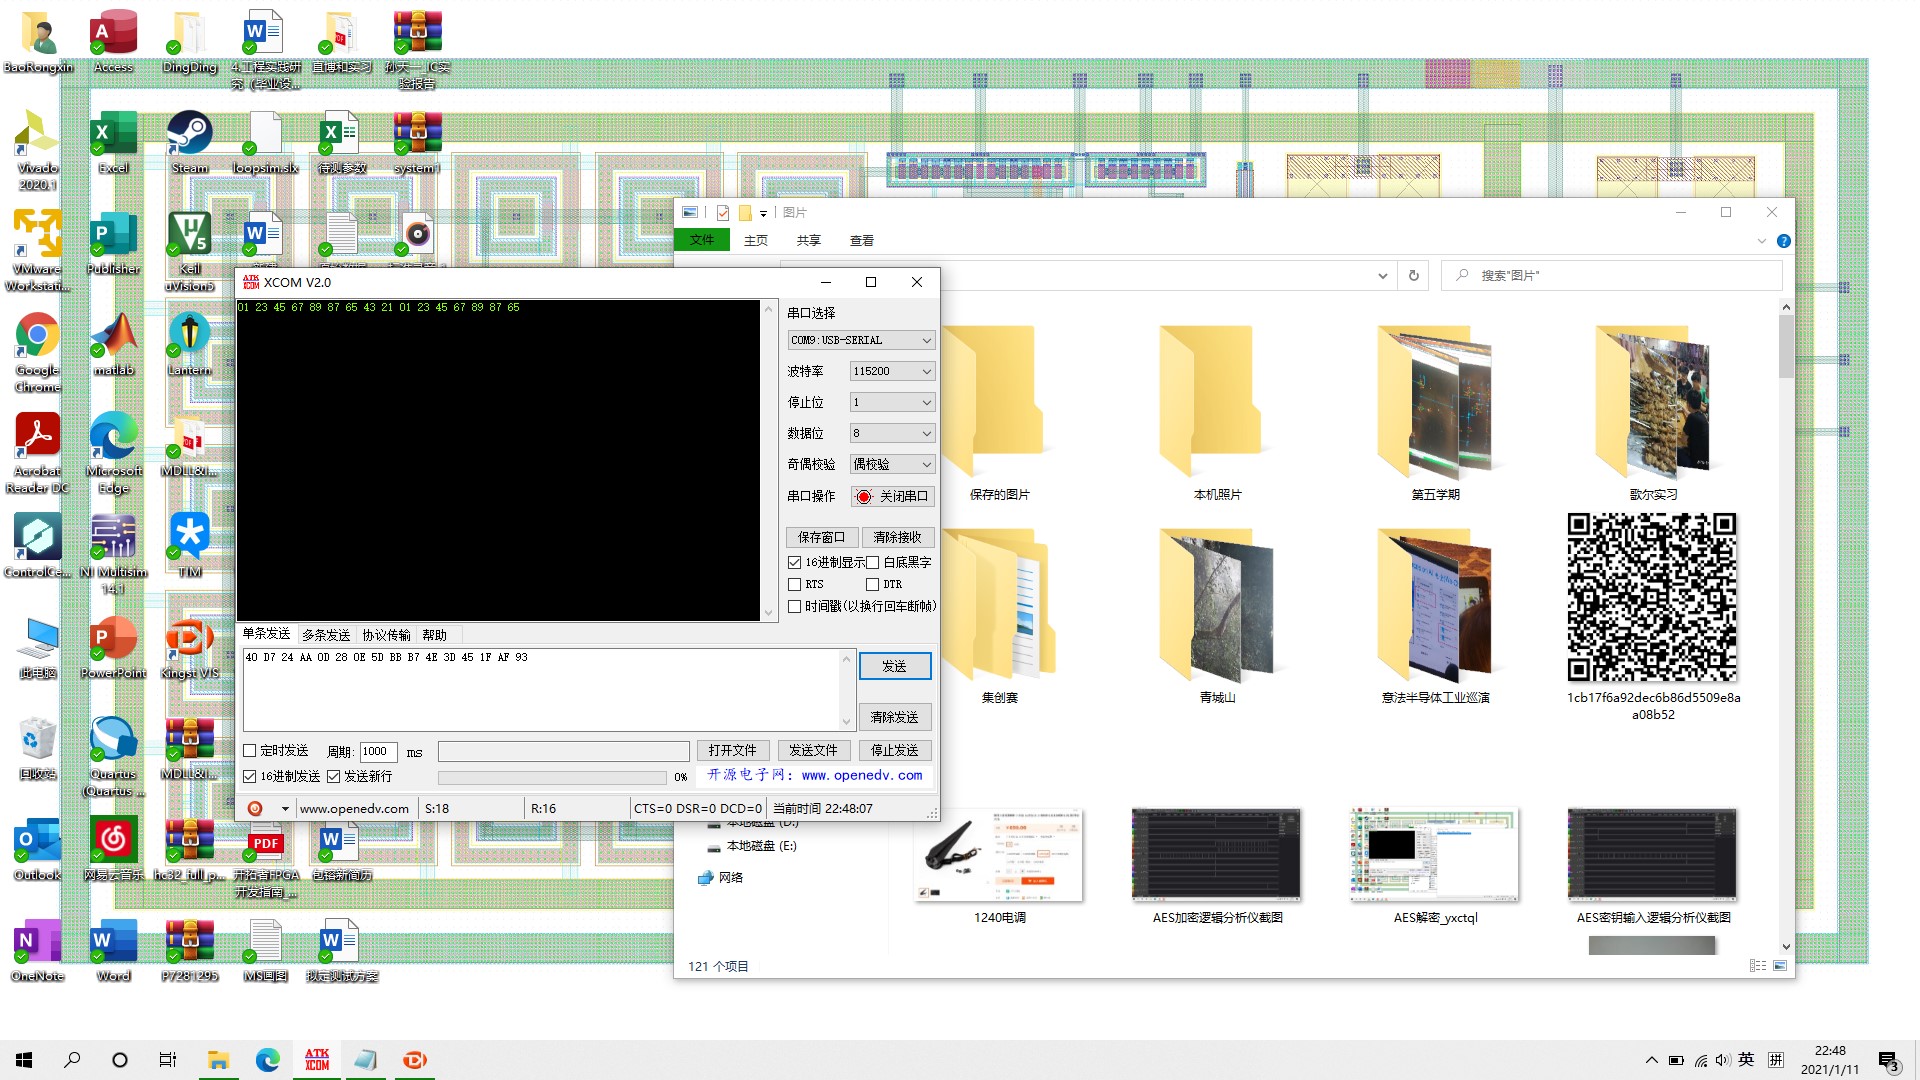 BaoRongxin
Access
DingDing
4.工程实践研
究（毕业设...
直博和实习
孙天一_IC实
验报告
Vivado
2020.1
Excel
Steam
loopsim.slx
待测参数
system1
VMware
Workstati...
Publisher
Keil
uVision5
Google
Chrome
matlab
Lantern
Acrobat
Reader DC
Microsoft
Edge
MDLL&I...
ControlCe...
NI Multisim
14.1
TIM
此电脑
PowerPoint
Kingst VIS
回收站
Quartus
(Quartus ...
MDLL&I...
Outlook
网易云音乐
hc32_full_p...
开拓者FPGA
开发指南_...
包镕新简历
OneNote
Word
P7281295
MS画图
拟定测试方案
图片
文件
主页
共享
查看
搜索"图片"
保存的图片
本机照片
第五学期
歌尔实习
集创赛
青城山
意法半导体工业巡演
1cb17f6a92dec6b86d5509e8a
a08b52
本地磁盘 (D:)
本地磁盘 (E:)
网络
1240电调
AES加密逻辑分析仪截图
AES解密_yxctql
AES密钥输入逻辑分析仪截图
121 个项目
ATK
XCOM
XCOM V2.0
01 23 45 67 89 87 65 43 21 01 23 45 67 89 87 65
串口选择
COM9:USB-SERIAL
波特率
115200
停止位
1
数据位
8
奇偶校验
偶校验
串口操作
关闭串口
保存窗口
清除接收
16进制显示
白底黑字
RTS
DTR
时间戳(以换行回车断帧)
单条发送
多条发送
协议传输
帮助
40 D7 24 AA 0D 28 0E 5D BB B7 4E 3D 45 1F AF 93
发送
清除发送
定时发送
周期:
1000
ms
打开文件
发送文件
停止发送
16进制发送
发送新行
0%
开源电子网：www.openedv.com
www.openedv.com
S:18
R:16
CTS=0 DSR=0 DCD=0
当前时间 22:48:07
ATK
XCOM
英
拼
22:48
2021/1/11
3